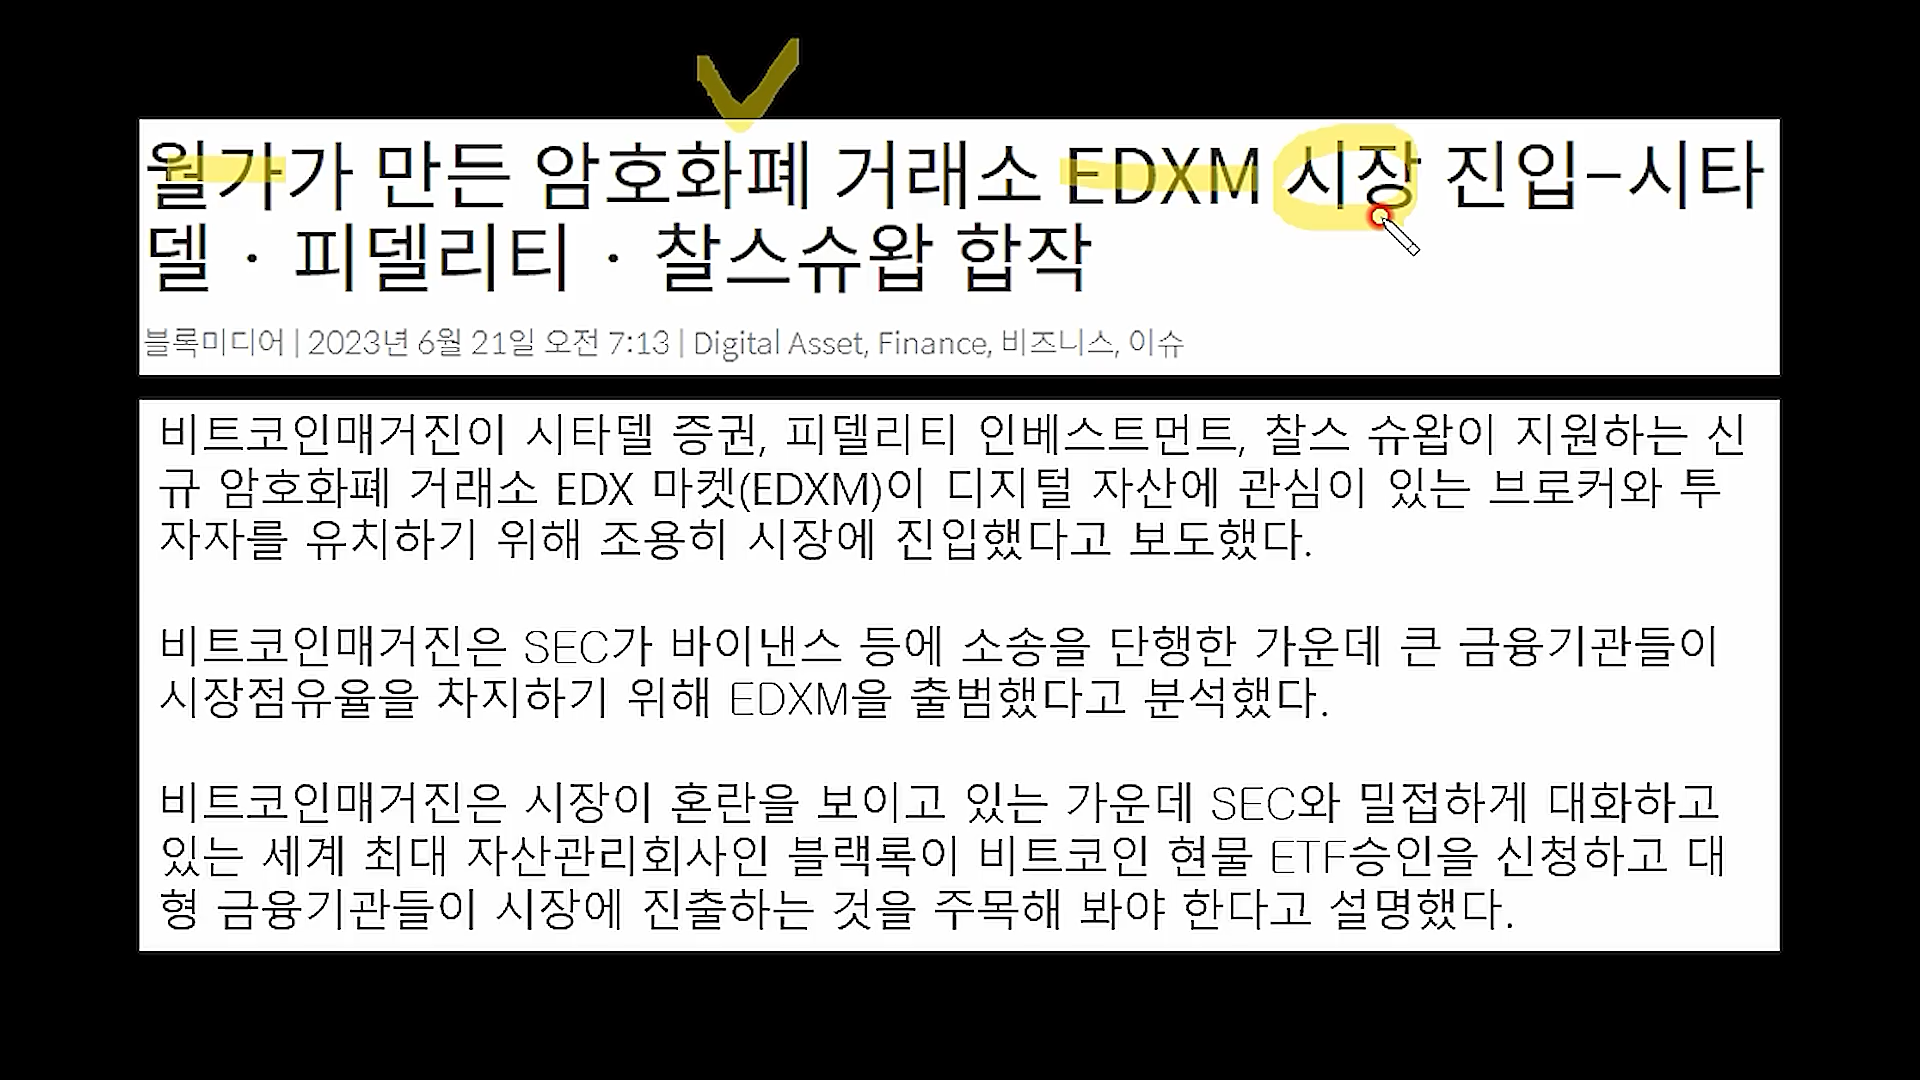 월가가 만든 암호화폐 거래소 EDXM 시장 진입-시타
델 · 피델리티 · 찰스슈왑 합작
블록미디어 | 2023년 6월 21일 오전 7:13 | Digital Asset, Finance, 비즈니스, 이슈
비트코인매거진이 시타델 증권, 피델리티 인베스트먼트, 찰스 슈왑이 지원하는 신
규 암호화폐 거래소 EDX 마켓(EDXM)이 디지털 자산에 관심이 있는 브로커와 투
자자를 유치하기 위해 조용히 시장에 진입했다고 보도했다.
비트코인매거진은 SEC가 바이낸스 등에 소송을 단행한 가운데 큰 금융기관들이
시장점유율을 차지하기 위해 EDXM을 출범했다고 분석했다.
비트코인매거진은 시장이 혼란을 보이고 있는 가운데 SEC와 밀접하게 대화하고
있는 세계 최대 자산관리회사인 블랙록이 비트코인 현물 ETF승인을 신청하고 대
형 금융기관들이 시장에 진출하는 것을 주목해 봐야 한다고 설명했다.